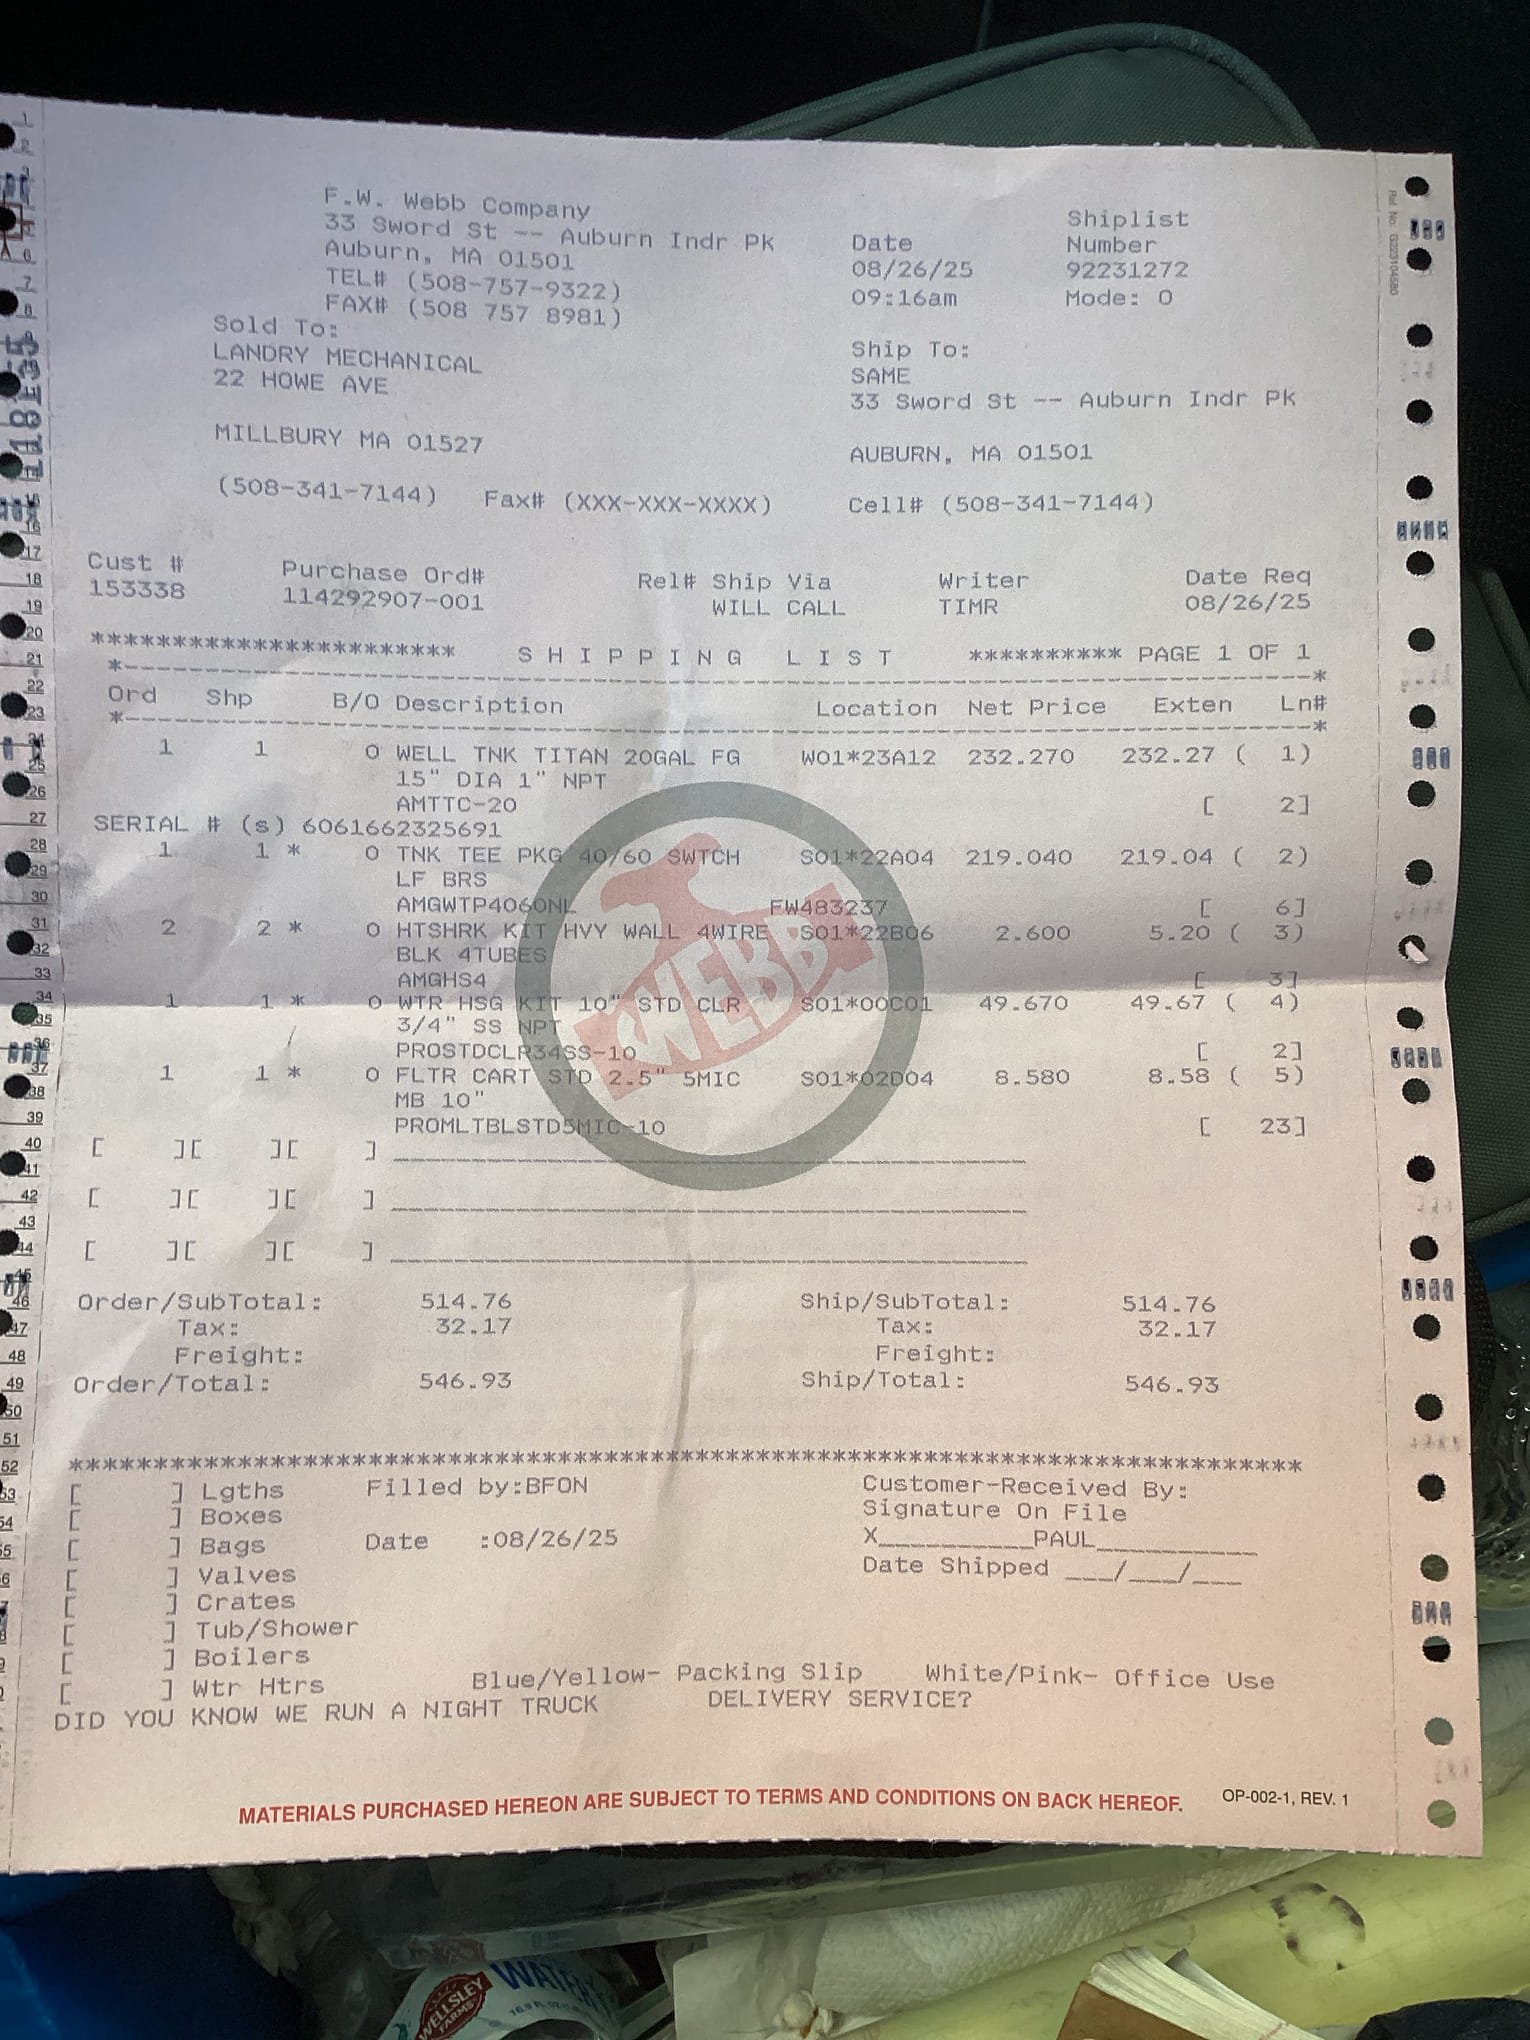 F.W. Webb Company
33 Sword St -- Auburn Indr Pk
Auburn, MA 01501
TEL# (508-757-9322)
FAX# (508 757 8981)
Shiplist
Date Number
08/26/25 92231272
09:16am Mode: O
Ref. No. G223104580
Sold To:
LANDRY MECHANICAL
22 HOWE AVE
MILLBURY MA 01527
(508-341-7144) Fax# (XXX-XXX-XXXX)
Ship To:
SAME
33 Sword St -- Auburn Indr Pk
AUBURN, MA 01501
Cell# (508-341-7144)
Cust # Purchase Ord# Rel# Ship Via Writer Date Req
153338 114292907-001 WILL CALL TIMR 08/26/25
************************ S H I P P I N G L I S T ********** PAGE 1 OF 1
Ord Shp B/O Description Location Net Price Exten Ln#
1 1 0 WELL TNK TITAN 20GAL FG W01*23A12 232.270 232.27 ( 1)
15" DIA 1" NPT
AMTTC-20 [ 2]
SERIAL # (s) 6061662325691
1 1 * 0 TNK TEE PKG 40/60 SWTCH S01*22A04 219.040 219.04 ( 2)
LF BRS
AMGWTP4060NL FW483237 [ 6]
2 2 * 0 HTSHRK KIT HVY WALL 4WIRE S01*22B06 2.600 5.20 ( 3)
BLK 4TUBES
AMGHS4 [ 3]
1 1 * 0 WTR HSG KIT 10" STD CLR S01*00C01 49.670 49.67 ( 4)
3/4" SS NPT
PROSTDCLR34SS-10 [ 2]
1 1 * 0 FLTR CART STD 2.5" 5MIC S01*02D04 8.580 8.58 ( 5)
MB 10"
PROMLTBLSTD5MIC-10 [ 23]
WEBB
[ ][ ][ ]
[ ][ ][ ]
[ ][ ][ ]
Order/SubTotal: 514.76 Ship/SubTotal: 514.76
Tax: 32.17 Tax: 32.17
Freight: Freight:
Order/Total: 546.93 Ship/Total: 546.93
[ ] Lgths Filled by:BFON Customer-Received By:
[ ] Boxes Signature On File
[ ] Bags Date :08/26/25 X__________PAUL__________
[ ] Valves Date Shipped ___/___/___
[ ] Crates
[ ] Tub/Shower
[ ] Boilers
[ ] Wtr Htrs Blue/Yellow- Packing Slip White/Pink- Office Use
DID YOU KNOW WE RUN A NIGHT TRUCK DELIVERY SERVICE?
MATERIALS PURCHASED HEREON ARE SUBJECT TO TERMS AND CONDITIONS ON BACK HEREOF. OP-002-1, REV. 1
WELLSLEY FARMS
WATER